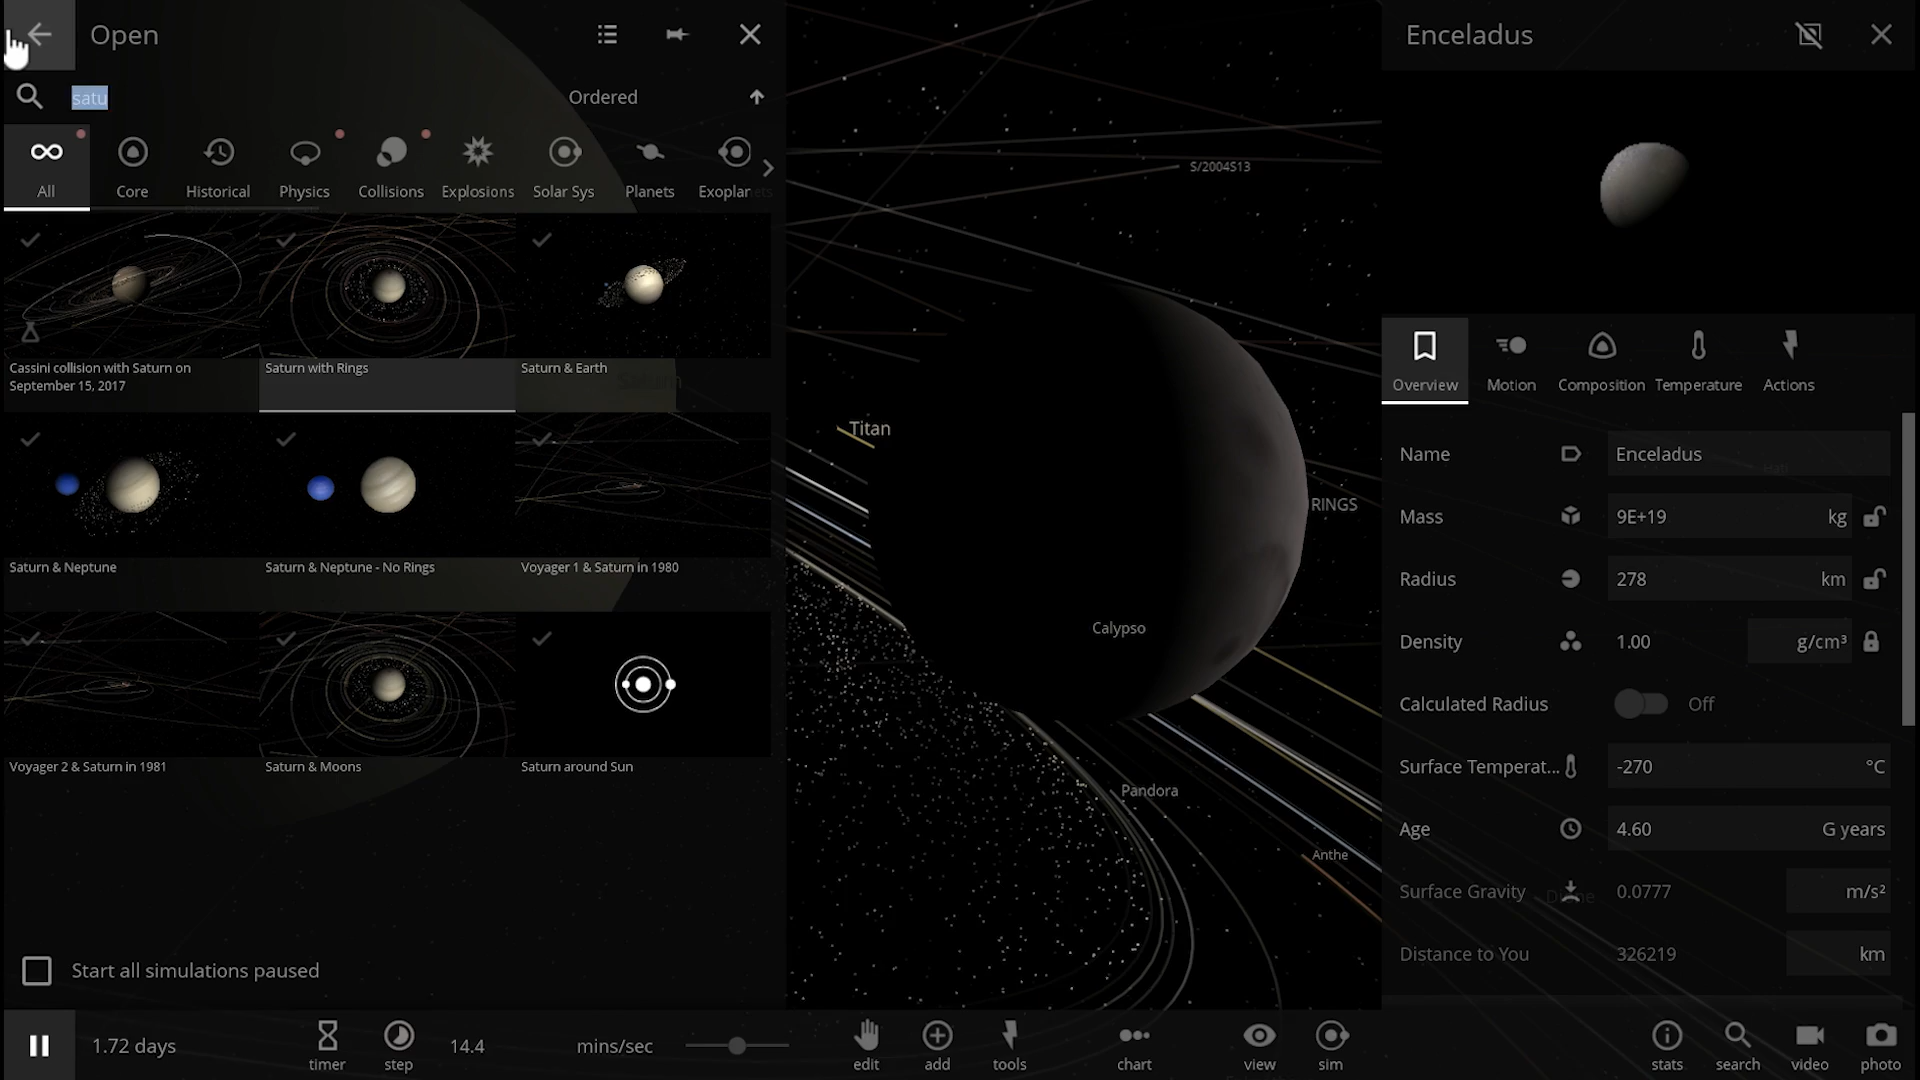 Open
satu
Ordered
All
Core
Historical
Physics
Collisions
Explosions
Solar Sys
Planets
Exoplanets
Cassini collision with Saturn on
September 15, 2017
Saturn with Rings
Saturn & Earth
Saturn
Saturn & Neptune
Saturn & Neptune - No Rings
Voyager 1 & Saturn in 1980
Voyager 2 & Saturn in 1981
Saturn & Moons
Saturn around Sun
Start all simulations paused
S/2004S13
Titan
RINGS
Calypso
Pandora
Anthe
Enceladus
Overview
Motion
Composition
Temperature
Actions
Name
Enceladus
Mass
9E+19 kg
Radius
278 km
Density
1.00 g/cm³
Calculated Radius
Off
Surface Temperat...
-270 °C
Age
4.60 G years
Surface Gravity
0.0777 m/s²
Dione
Distance to You
326219 km
1.72 days
timer
step
14.4 mins/sec
edit
add
tools
chart
view
sim
stats
search
video
photo